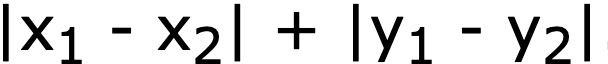 |x₁ - x₂| + |y₁ - y₂|.